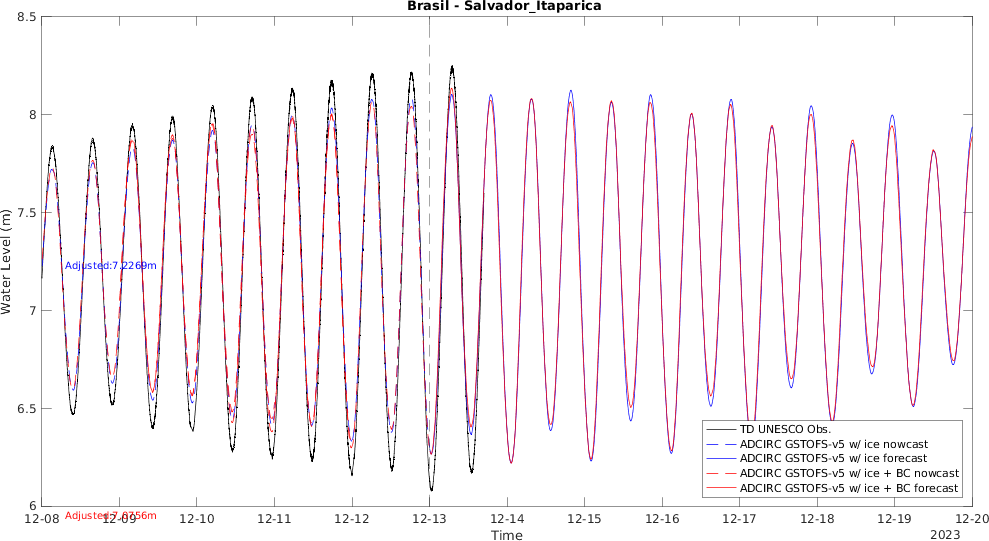 Brasil - Salvador_Itaparica
Water Level (m)
8.5
8
7.5
7
6.5
6
Adjusted:7.2269m
Adjusted:7.0756m
TD UNESCO Obs.
ADCIRC GSTOFS-v5 w/ ice nowcast
ADCIRC GSTOFS-v5 w/ ice forecast
ADCIRC GSTOFS-v5 w/ ice + BC nowcast
ADCIRC GSTOFS-v5 w/ ice + BC forecast
12-08 12-09 12-10 12-11 12-12 12-13 12-14 12-15 12-16 12-17 12-18 12-19 12-20
Time
2023